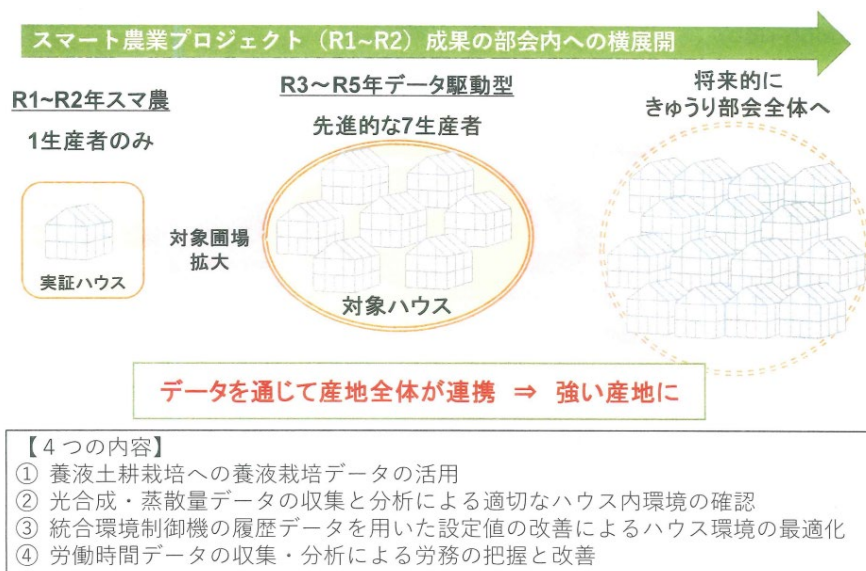 スマート農業プロジェクト（R1~R2）成果の部会内への横展開
R1~R2年スマ農
1生産者のみ
実証ハウス
対象圃場
拡大
R3～R5年データ駆動型
先進的な7生産者
対象ハウス
将来的に
きゅうり部会全体へ
データを通じて産地全体が連携 ⇒ 強い産地に
【４つの内容】
① 養液土耕栽培への養液栽培データの活用
② 光合成・蒸散量データの収集と分析による適切なハウス内環境の確認
③ 統合環境制御機の履歴データを用いた設定値の改善によるハウス環境の最適化
④ 労働時間データの収集・分析による労務の把握と改善